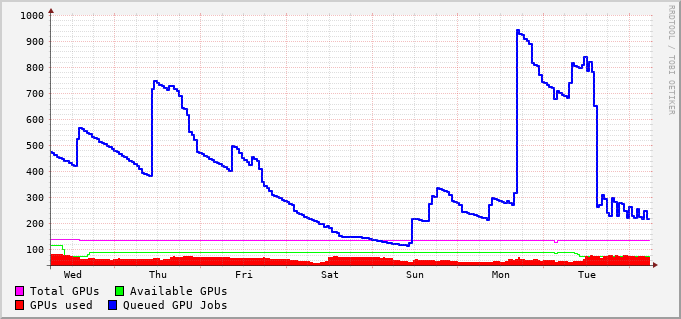 1000
900
800
700
600
500
400
300
200
100
Wed Thu Fri Sat Sun Mon Tue
Total GPUs Available GPUs
GPUs used Queued GPU Jobs
RRDTOOL / TOBI OETIKER